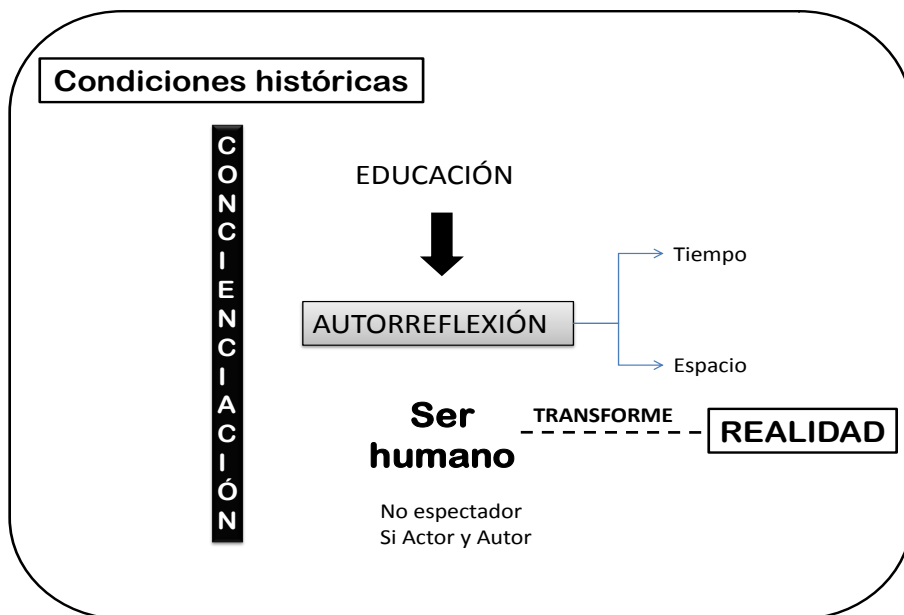 Condiciones históricas
CONCIENCIACIÓN
EDUCACIÓN
AUTORREFLEXIÓN
Tiempo
Espacio
Ser
humano
TRANSFORME
REALIDAD
No espectador
Si Actor y Autor